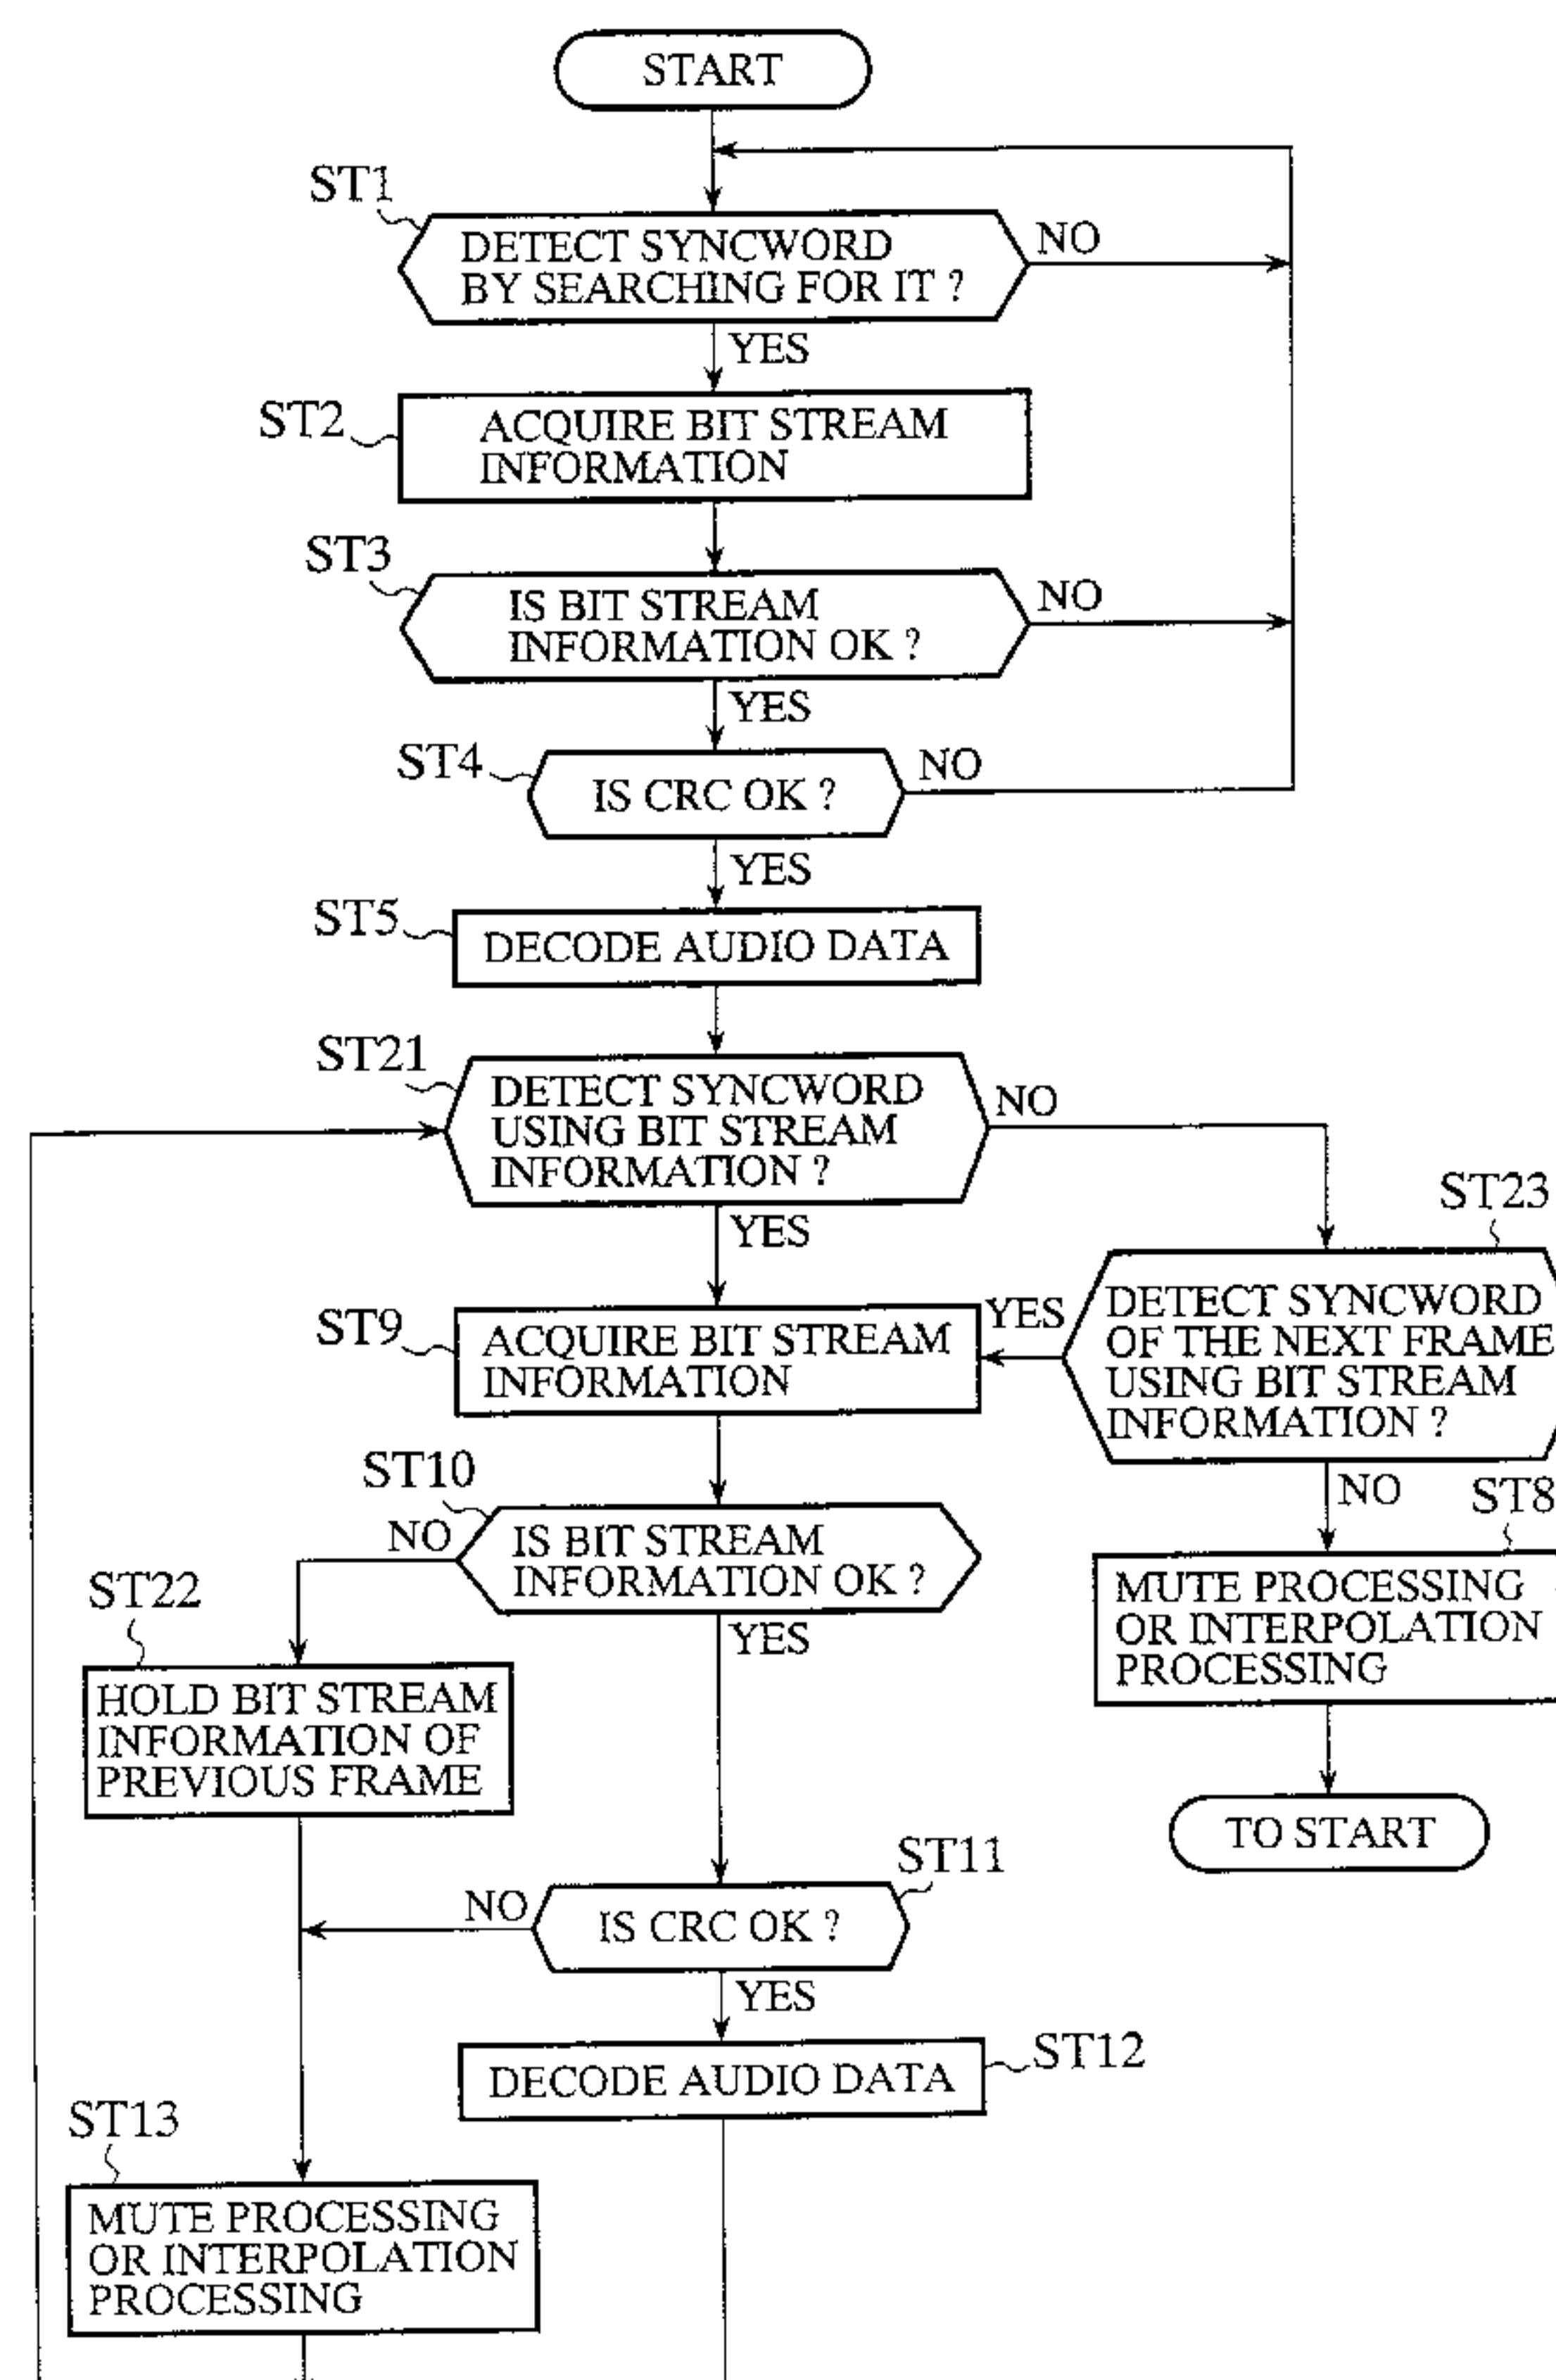 START
ST1
DETECT SYNCWORD
BY SEARCHING FOR IT ?
NO
YES
ST2
ACQUIRE BIT STREAM
INFORMATION
ST3
IS BIT STREAM
INFORMATION OK ?
NO
YES
ST4
IS CRC OK ?
NO
YES
ST5
DECODE AUDIO DATA
ST21
DETECT SYNCWORD
USING BIT STREAM
INFORMATION ?
NO
YES
ST23
DETECT SYNCWORD
OF THE NEXT FRAME
USING BIT STREAM
INFORMATION ?
YES
NO
ST9
ACQUIRE BIT STREAM
INFORMATION
ST10
IS BIT STREAM
INFORMATION OK ?
NO
YES
ST8
MUTE PROCESSING
OR INTERPOLATION
PROCESSING
TO START
ST22
HOLD BIT STREAM
INFORMATION OF
PREVIOUS FRAME
ST11
IS CRC OK ?
NO
YES
ST12
DECODE AUDIO DATA
ST13
MUTE PROCESSING
OR INTERPOLATION
PROCESSING